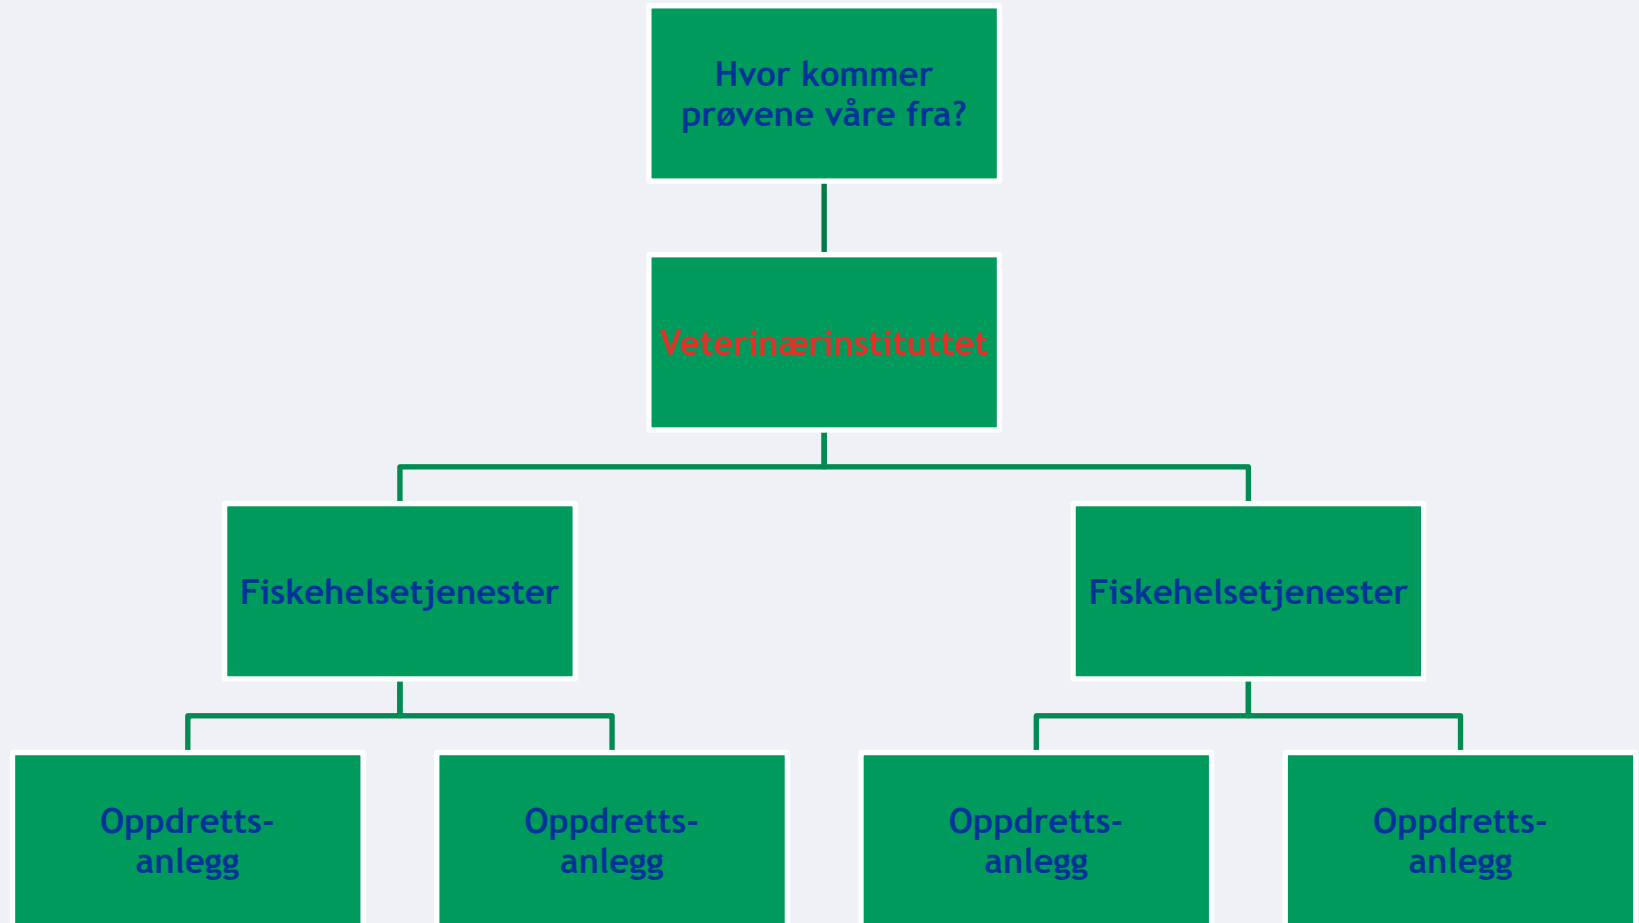 Hvor kommer
prøvene våre fra?
Veterinærinstituttet
Fiskehelsetjenester
Fiskehelsetjenester
Oppdretts-
anlegg
Oppdretts-
anlegg
Oppdretts-
anlegg
Oppdretts-
anlegg